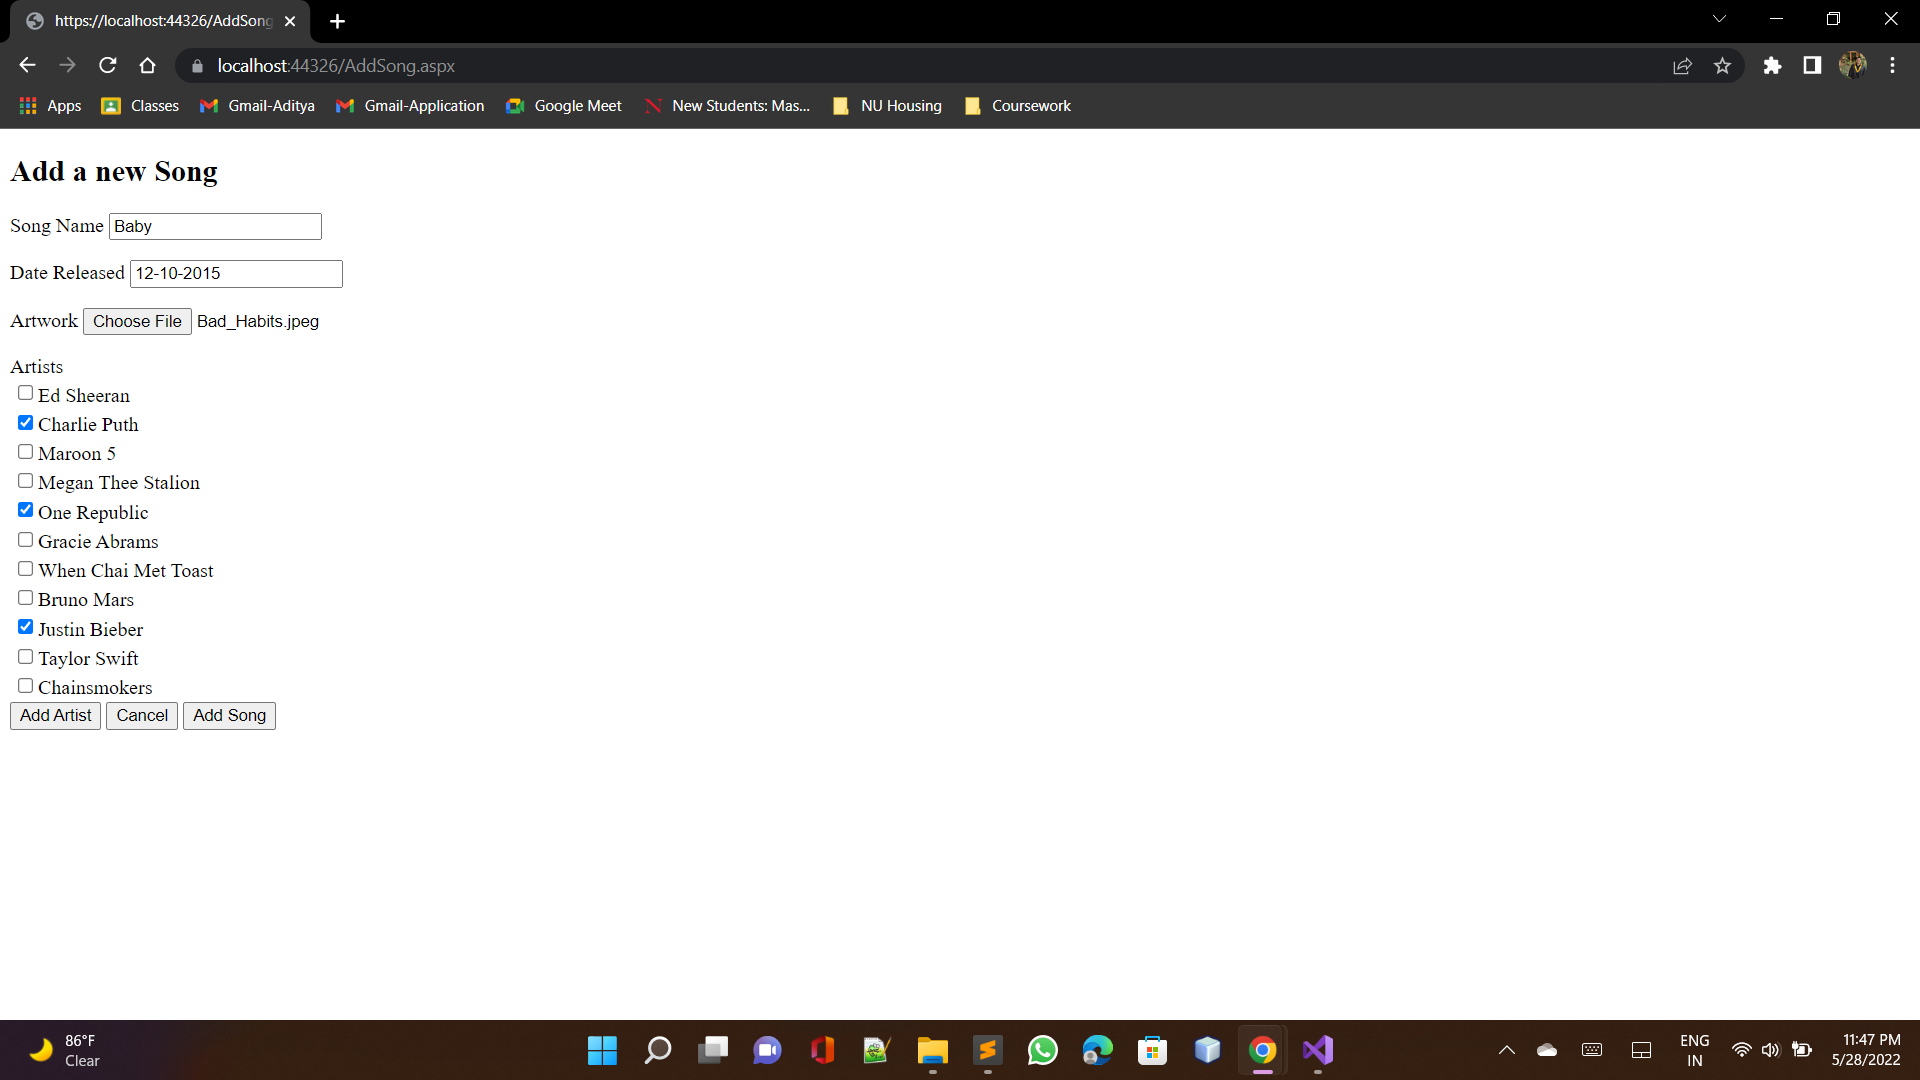 https://localhost:44326/AddSong
localhost:44326/AddSong.aspx
Apps Classes Gmail-Aditya Gmail-Application Google Meet New Students: Mas... NU Housing Coursework
Add a new Song
Song Name Baby
Date Released 12-10-2015
Artwork Choose File Bad_Habits.jpeg
Artists
Ed Sheeran
Charlie Puth
Maroon 5
Megan Thee Stalion
One Republic
Gracie Abrams
When Chai Met Toast
Bruno Mars
Justin Bieber
Taylor Swift
Chainsmokers
Add Artist Cancel Add Song
86°F
Clear
ENG
IN
11:47 PM
5/28/2022